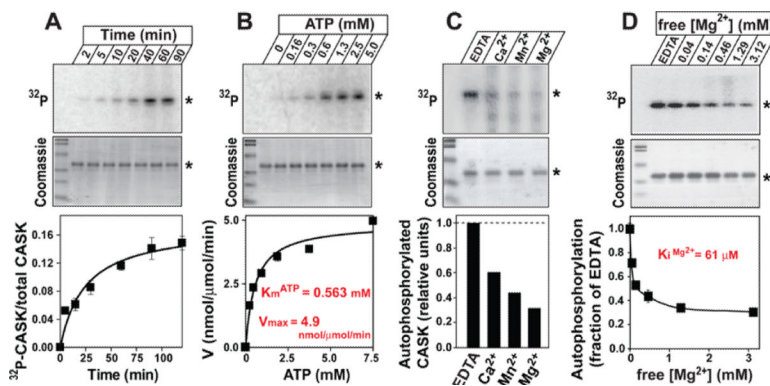 A
Time (min)
2 5 10 20 40 60 90
32P
*
Coomassie
*
32P-CASK/total CASK
0.16
0.12
0.08
0.04
0.00
0 40 80 120
Time (min)
B
ATP (mM)
0 0.16 0.3 0.6 1.3 2.5 5.0
*
*
V (nmol/µmol/min)
5.0
2.5
0.0
KmATP = 0.563 mM
Vmax = 4.9
nmol/µmol/min
0.0 2.5 5.0 7.5
ATP (mM)
C
EDTA Ca2+ Mn2+ Mg2+
32P
*
Coomassie
*
Autophosphorylated
CASK (relative units)
1.0
0.8
0.6
0.4
0.2
0.0
EDTA Ca2+ Mn2+ Mg2+
D
free [Mg2+] (mM)
EDTA 0.04 0.14 0.46 1.29 3.12
32P
*
Coomassie
*
Autophosphorylation
(fraction of EDTA)
1.0
0.8
0.6
0.4
0.2
0.0
Ki Mg2+ = 61 µM
0 1 2 3
free [Mg2+] (mM)